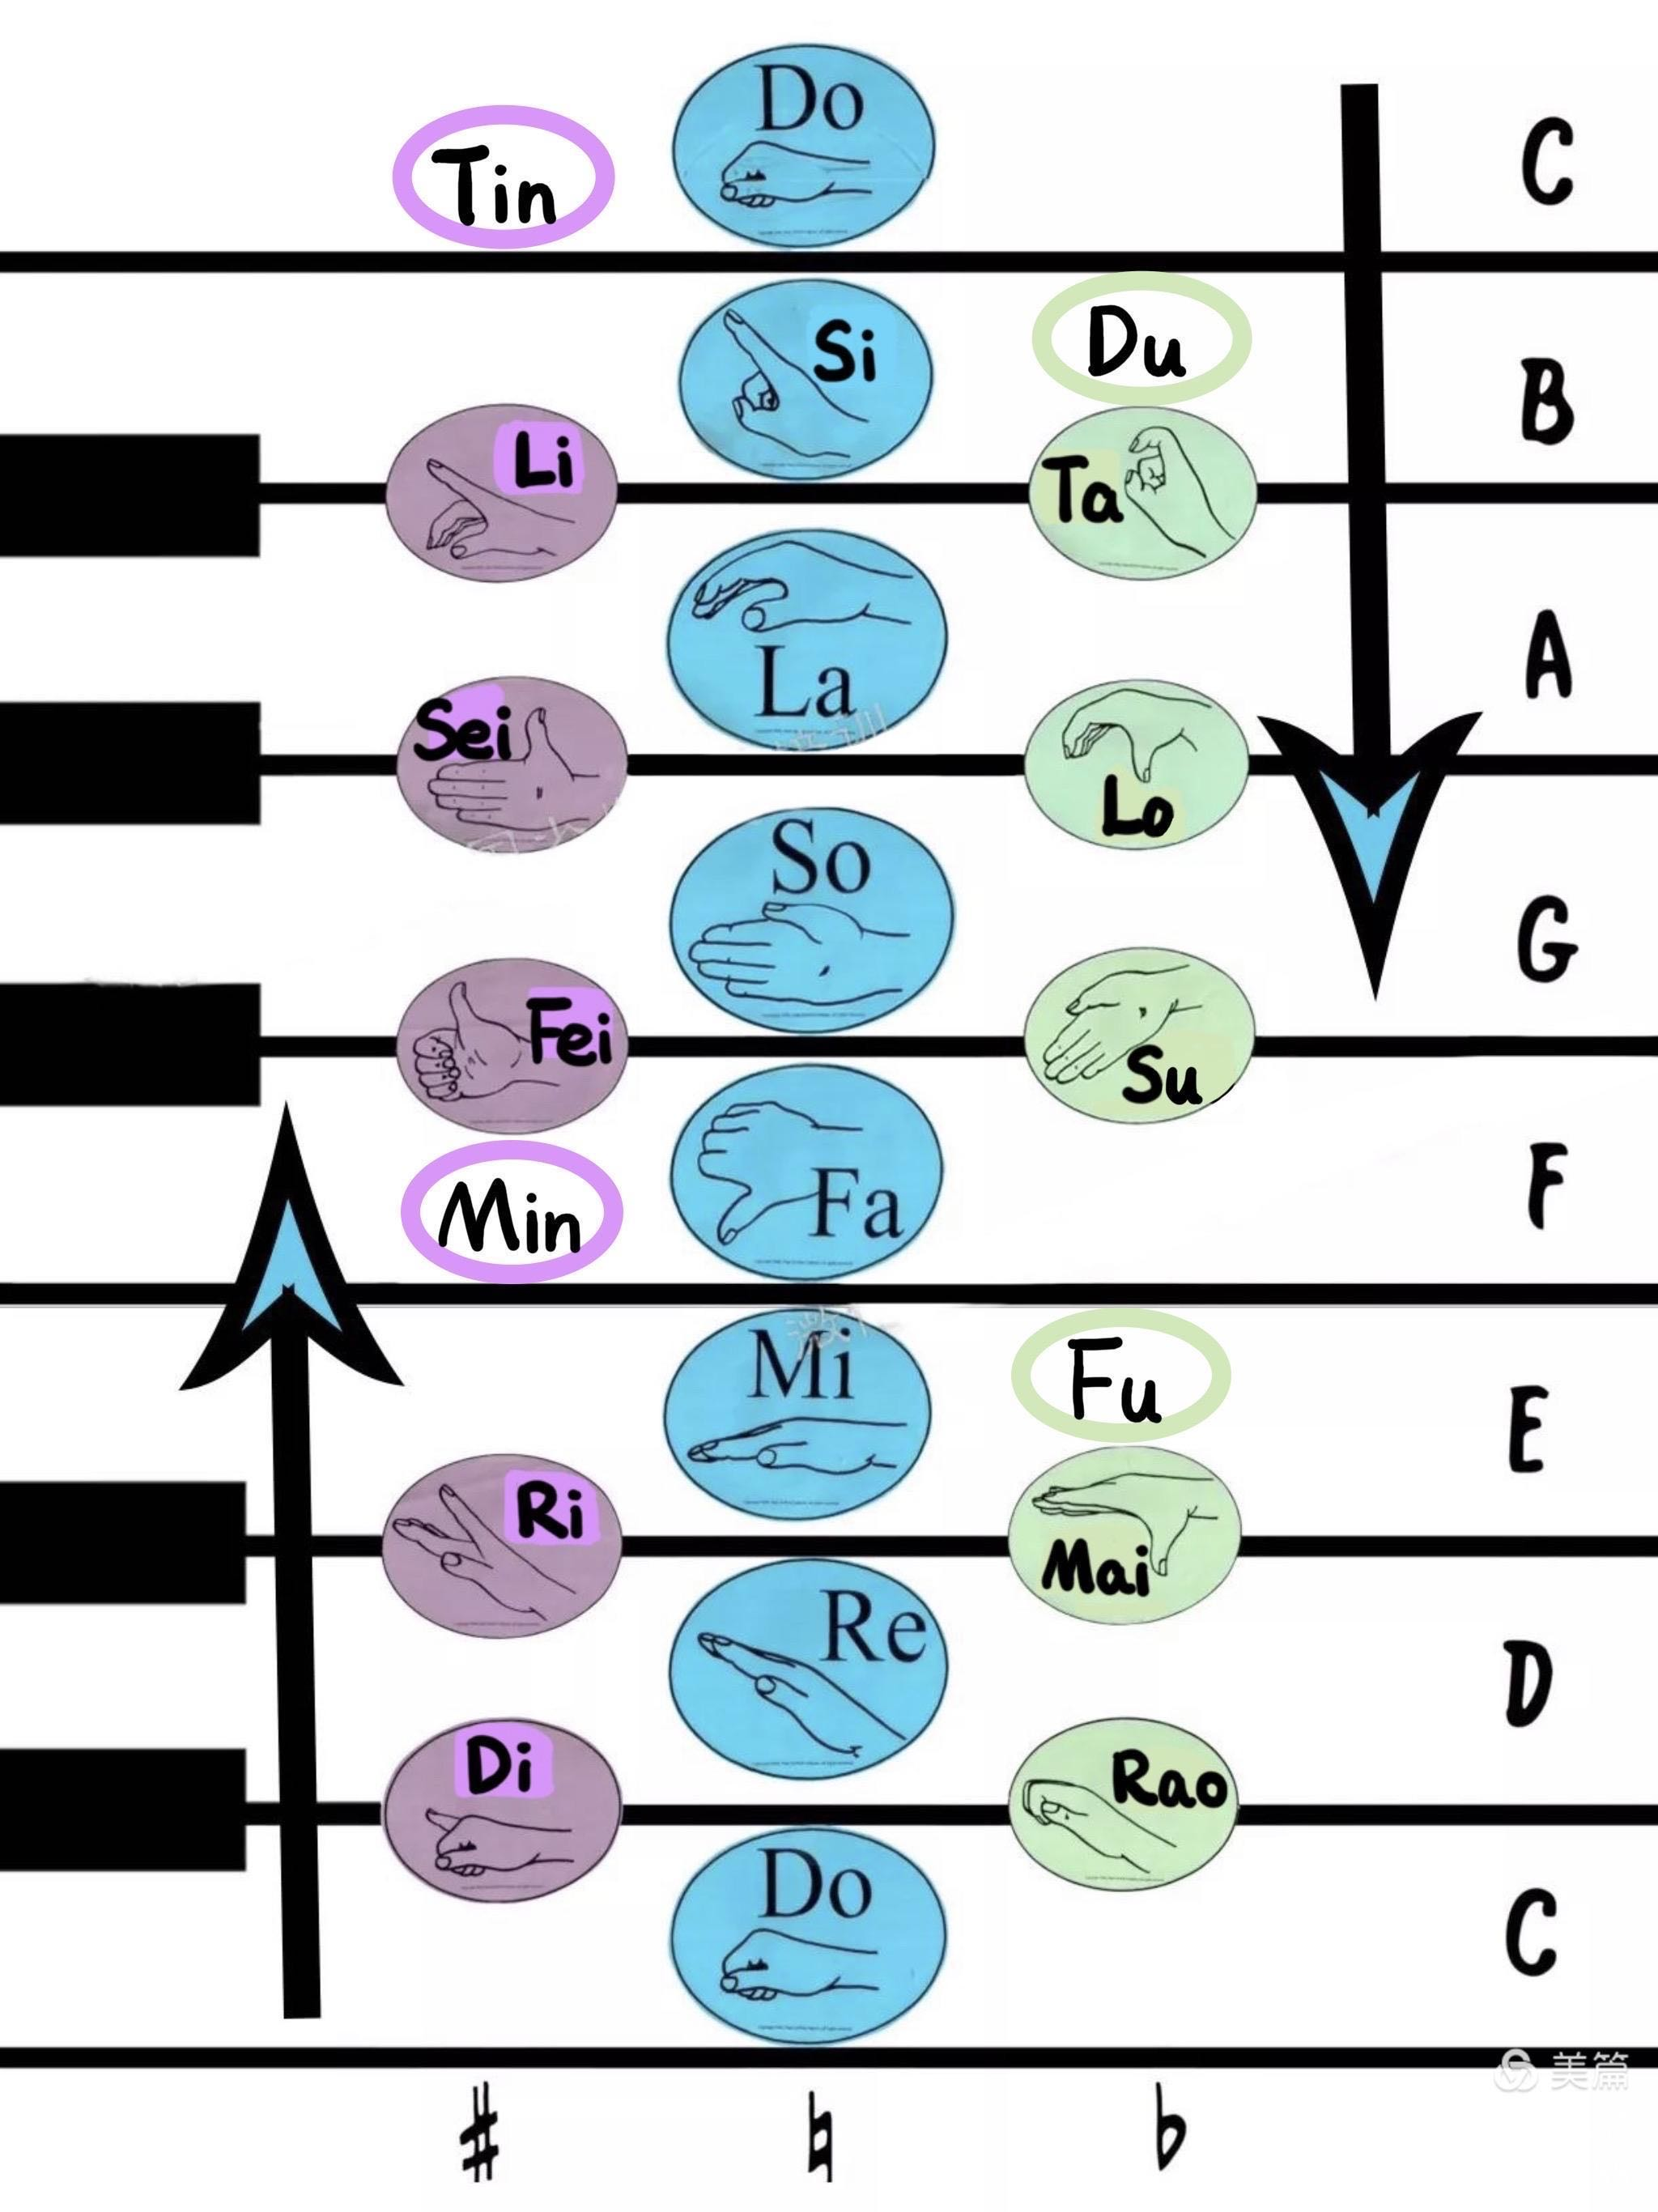 Do
C
Tin
Si
Du
B
Li
Ta
La
A
Sei
Lo
So
G
Fei
Su
Fa
F
Min
Mi
Fu
E
Ri
Mai
Re
D
Di
Rao
Do
C
美篇
♯
♮
♭